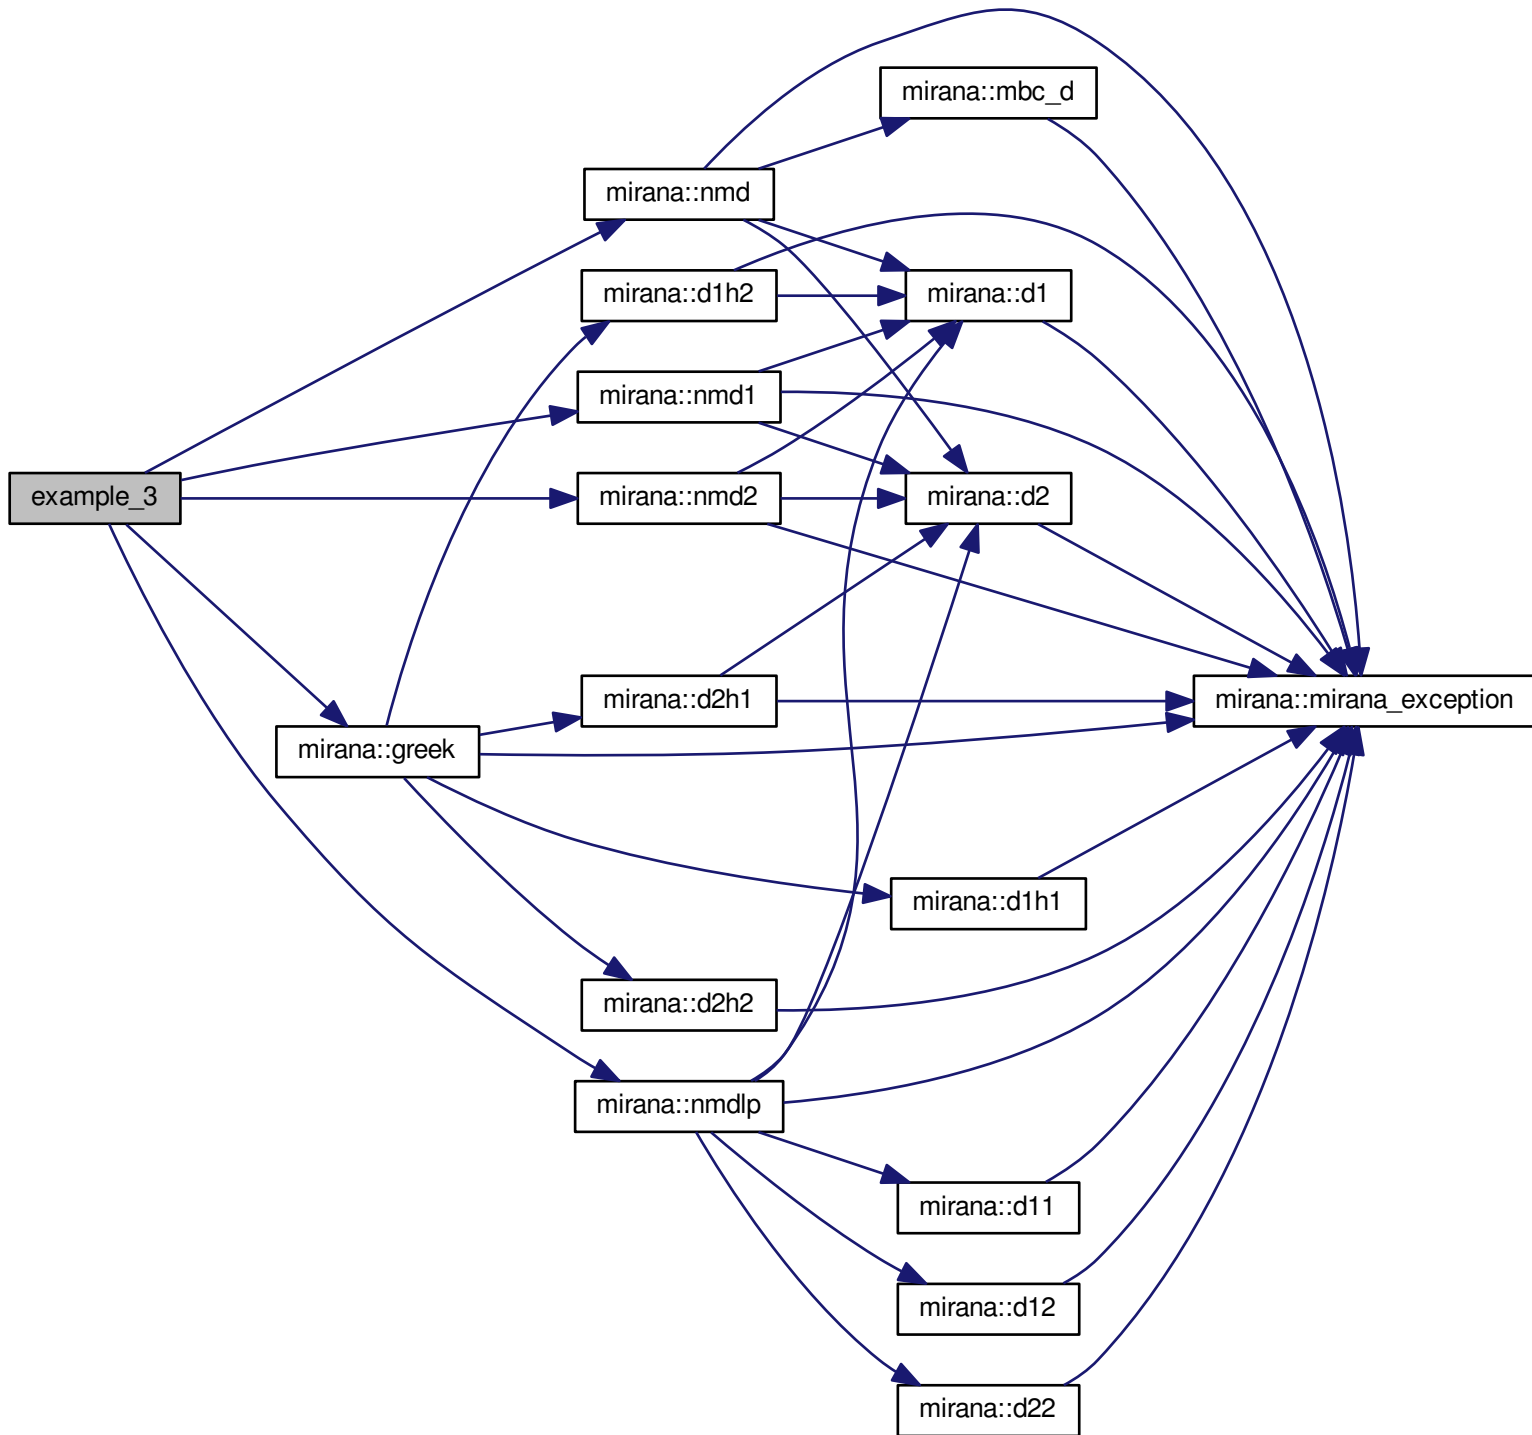 mirana::mbc_d
mirana::nmd
mirana::d1h2
mirana::d1
mirana::nmd1
example_3
mirana::nmd2
mirana::d2
mirana::d2h1
mirana::mirana_exception
mirana::greek
mirana::d1h1
mirana::d2h2
mirana::nmdlp
mirana::d11
mirana::d12
mirana::d22